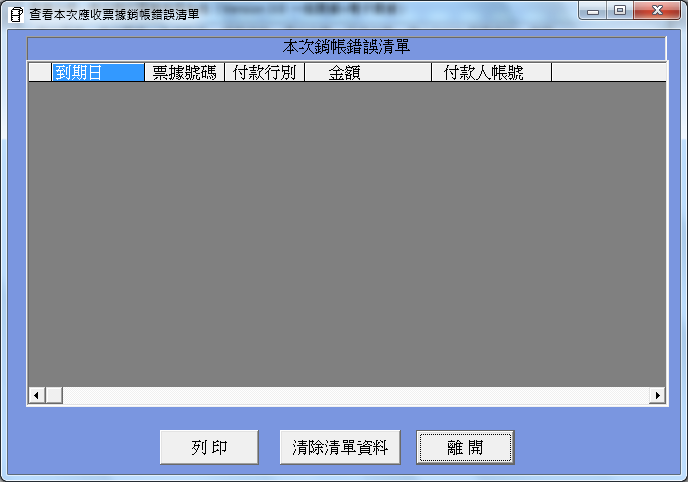 查看本次應收票據銷帳錯誤清單
本次銷帳錯誤清單
到期日 票據號碼 付款行別 金額 付款人帳號
列印 清除清單資料 離開